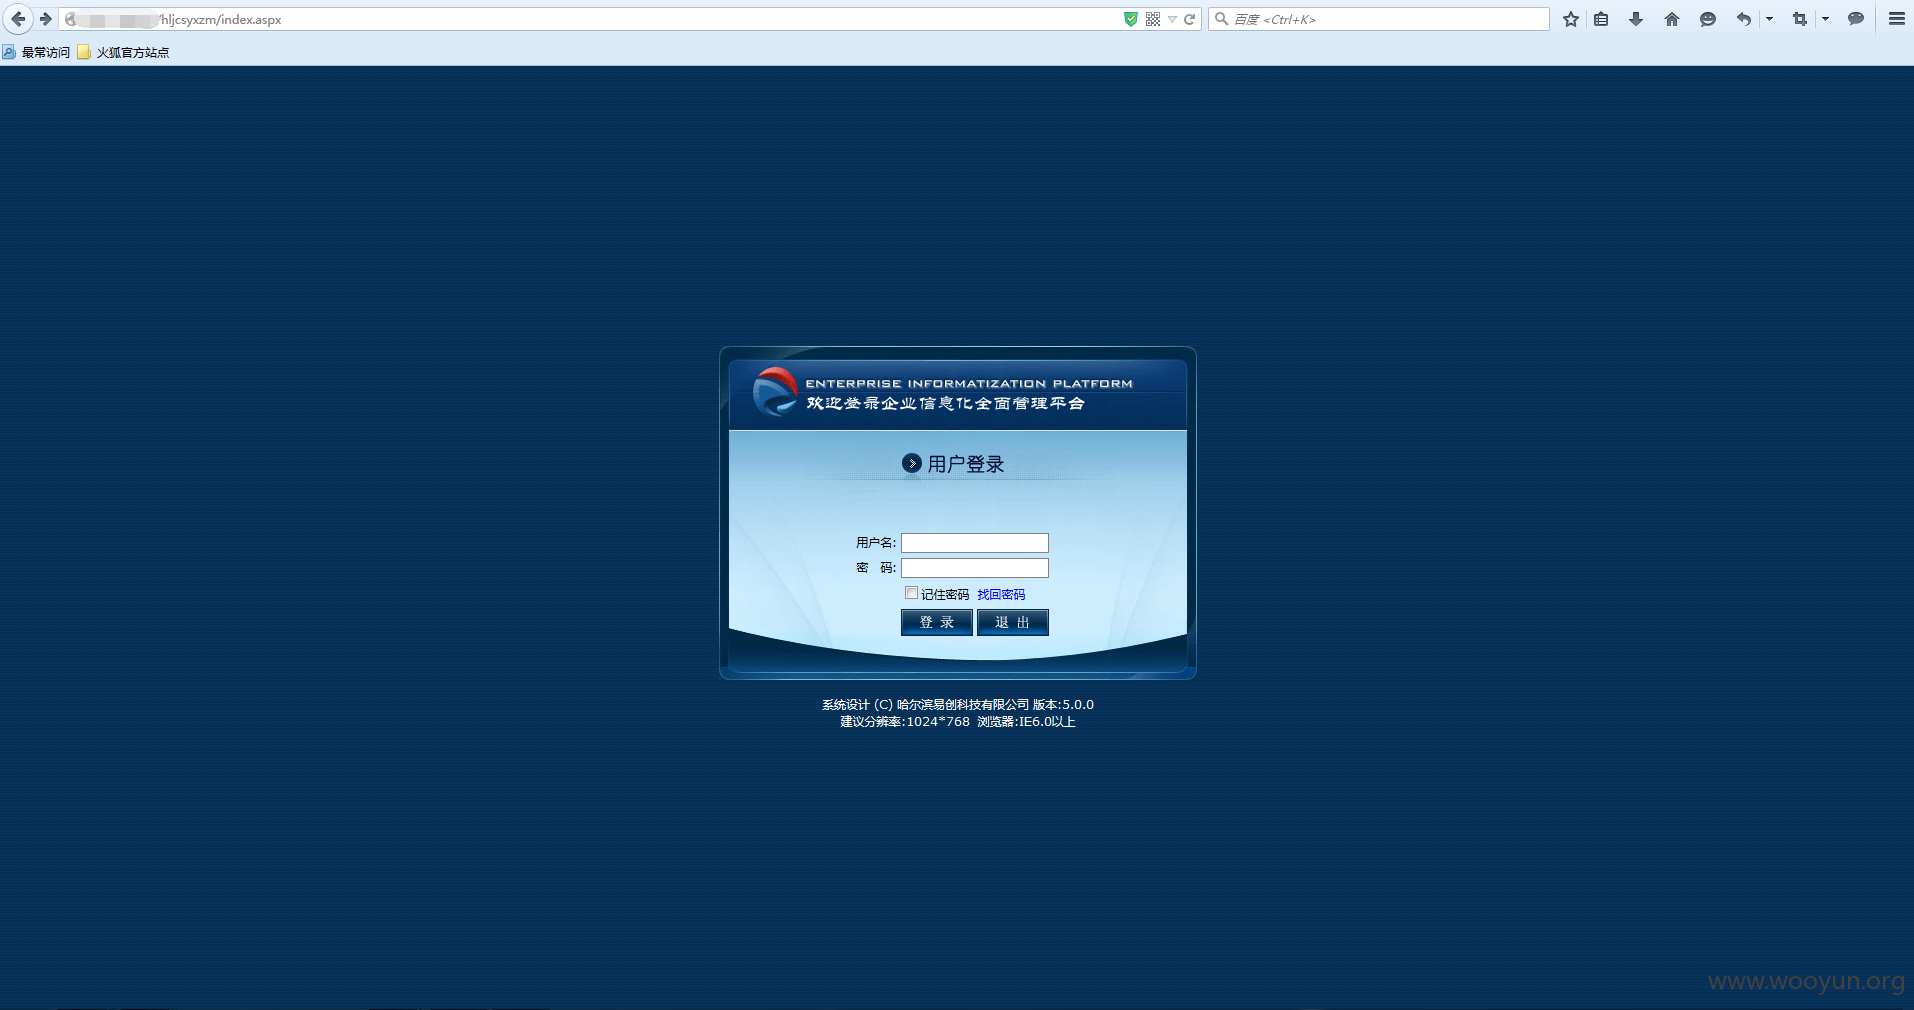 /hljcsyxzm/index.aspx
百度 <Ctrl+K>
最常访问 火狐官方站点
ENTERPRISE INFORMATIZATION PLATFORM
欢迎登录企业信息化全面管理平台
用户登录
用户名:
密 码:
记住密码 找回密码
登 录 退 出
系统设计 (C) 哈尔滨易创科技有限公司 版本:5.0.0
建议分辨率:1024*768 浏览器:IE6.0以上
www.wooyun.org